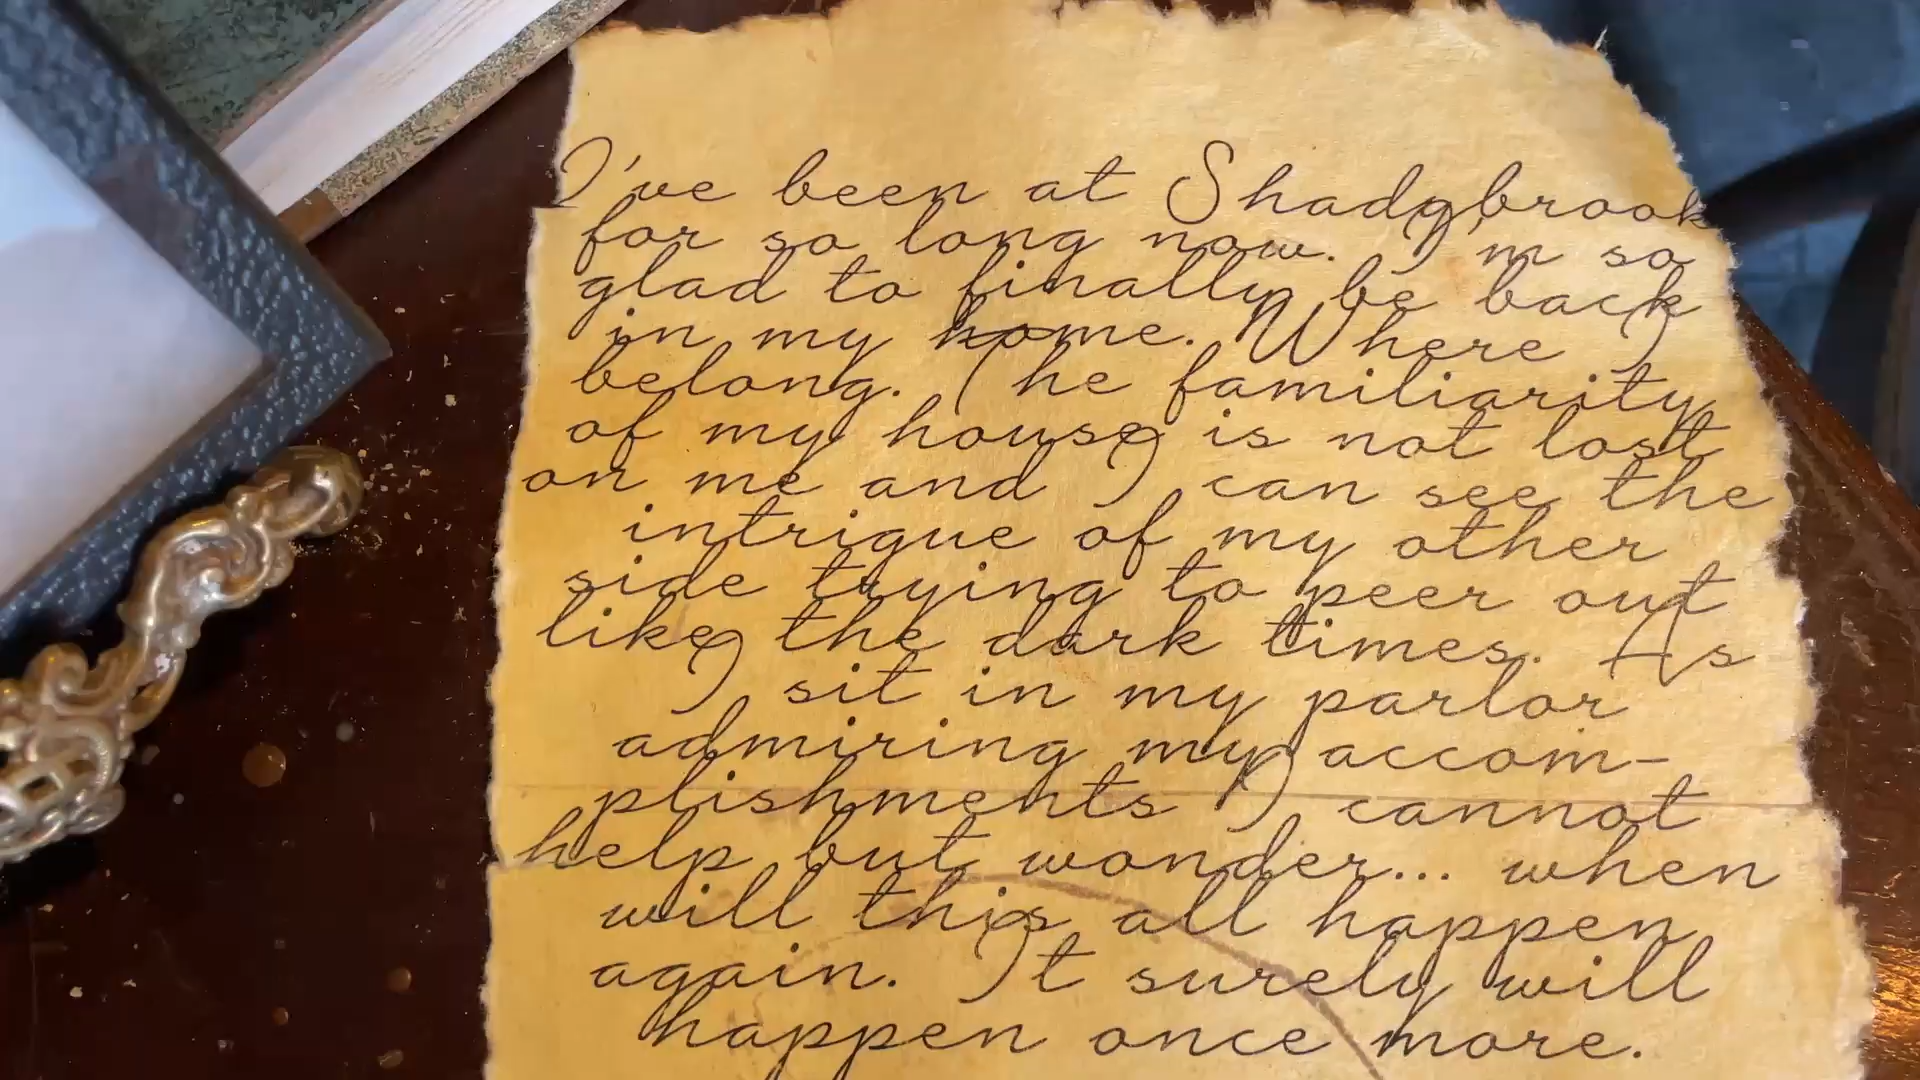 I've been at Shadybrook
for so long now. I'm so
glad to finally be back
in my home. Where I
belong. The familiarity
of my house is not lost
on me and I can see the
intrigue of my other
side trying to peer out
like the dark times. As
I sit in my parlor
admiring my accom-
plishments I cannot
help but wonder... when
will this all happen
again. It surely will
happen once more.